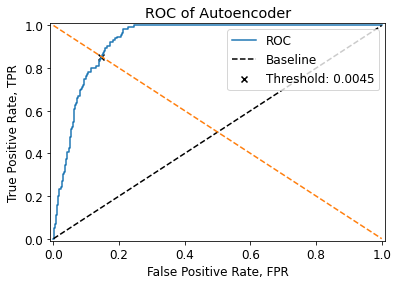 ROC of Autoencoder
ROC
Baseline
Threshold: 0.0045
True Positive Rate, TPR
1.0
0.8
0.6
0.4
0.2
0.0
0.0
0.2
0.4
0.6
0.8
1.0
False Positive Rate, FPR